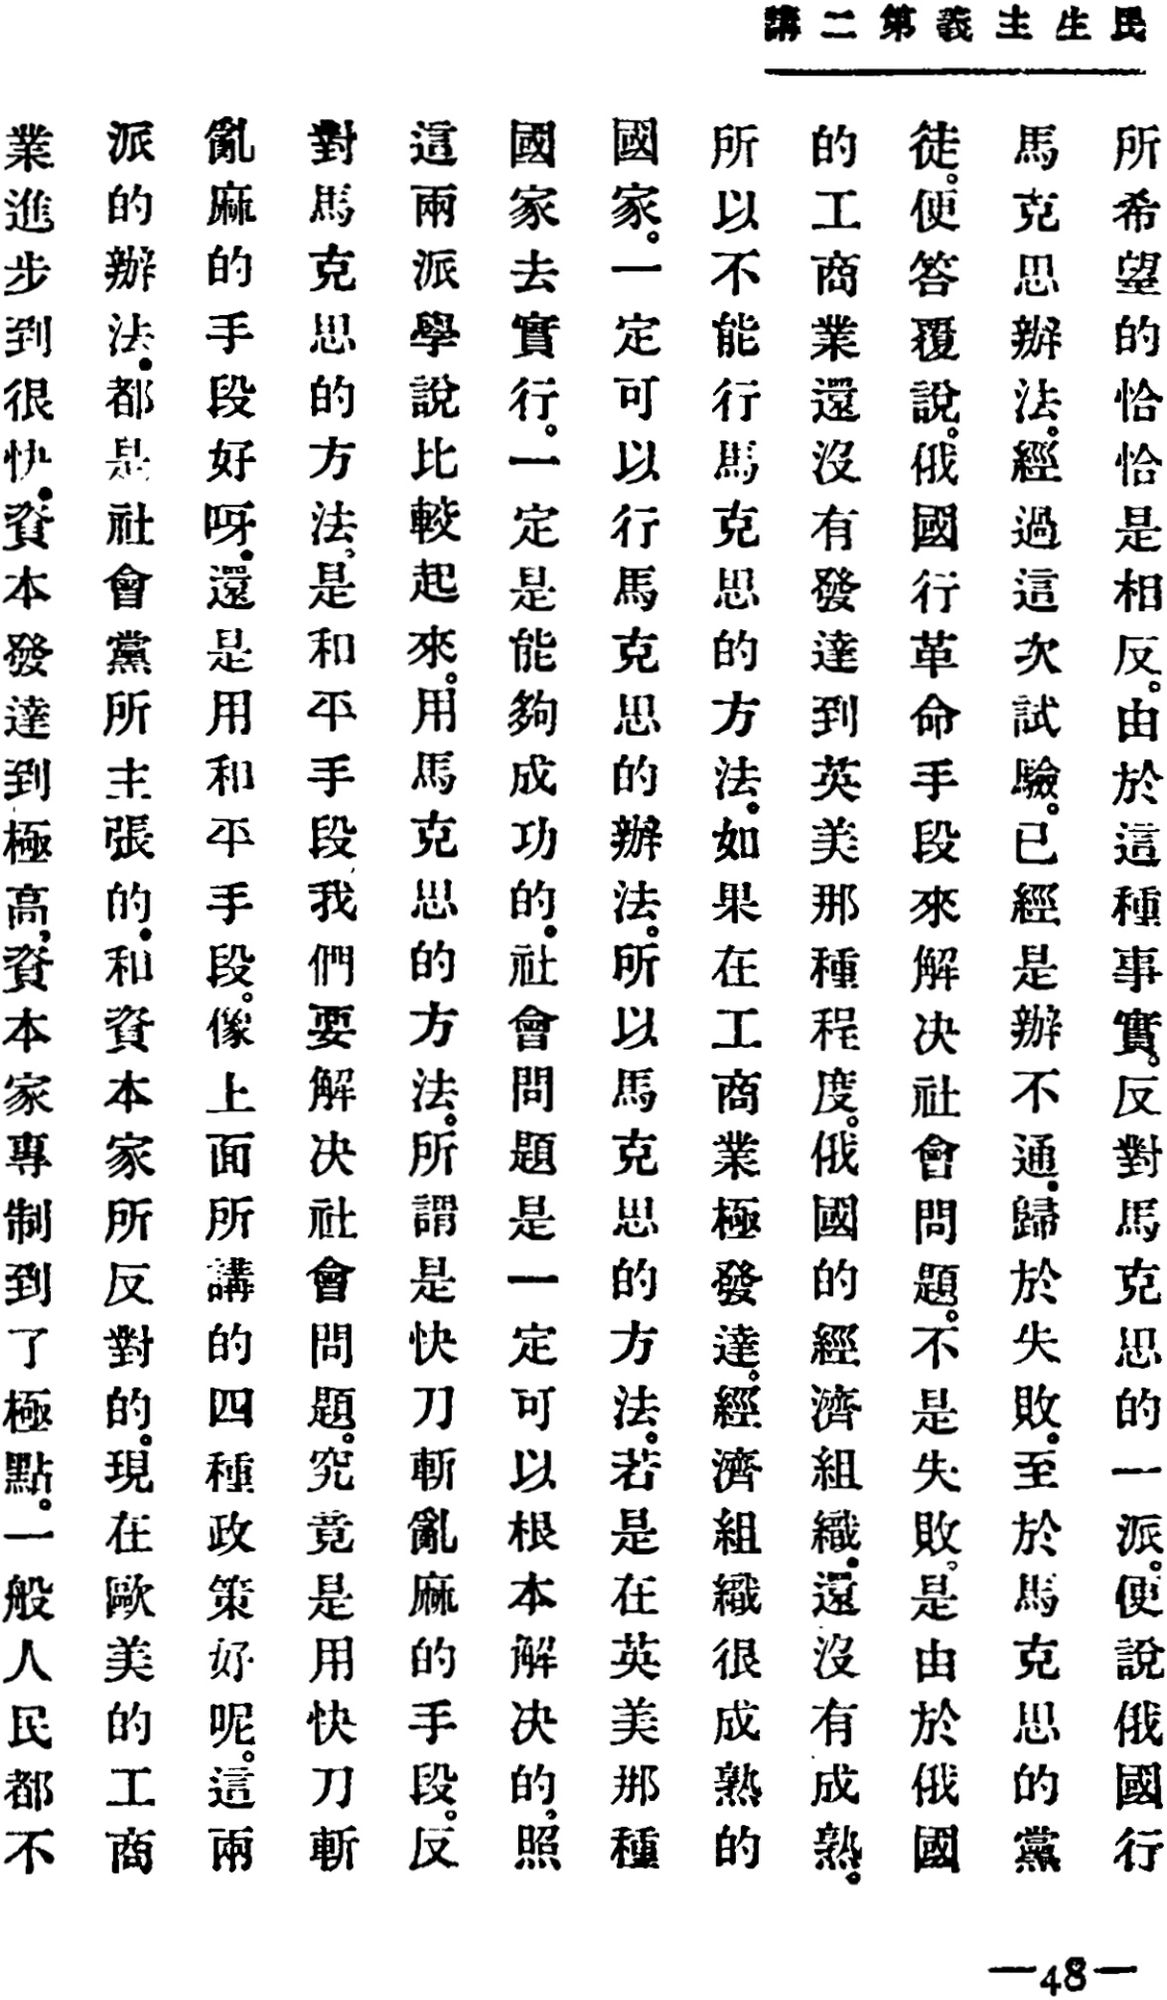 民生主義第二講
所希望的恰恰是相反。由於這種事實。反對馬克思的一派。便說俄國行
馬克思辦法。經過這次試驗。已經是辦不通.歸於失敗。至於馬克思的黨
徒。便答覆說。俄國行革命手段來解决社會問題。不是失敗。是由於俄國
的工商業還沒有發達到英美那種程度。俄國的經濟組織.還沒有成熟。
所以不能行馬克思的方法。如果在工商業極發達。經濟組織很成熟的
國家。一定可以行馬克思的辦法。所以馬克思的方法。若是在英美那種
國家去實行。一定是能夠成功的。社會問題是一定可以根本解决的,照
這兩派學說比較起來。用馬克思的方法。所謂是快刀斬亂麻的手段。反
對馬克思的方法,是和平手段我們要解决社會問題。究竟是用快刀斬
亂麻的手段好呀.還是用和平手段。像上面所講的四種政策好呢。這兩
派的辦法.都是社會黨所主張的.和資本家所反對的。現在歐美的工商
業進步到很快.資本發達到極高,資本家專制到了極點。一般人民都不
—48—